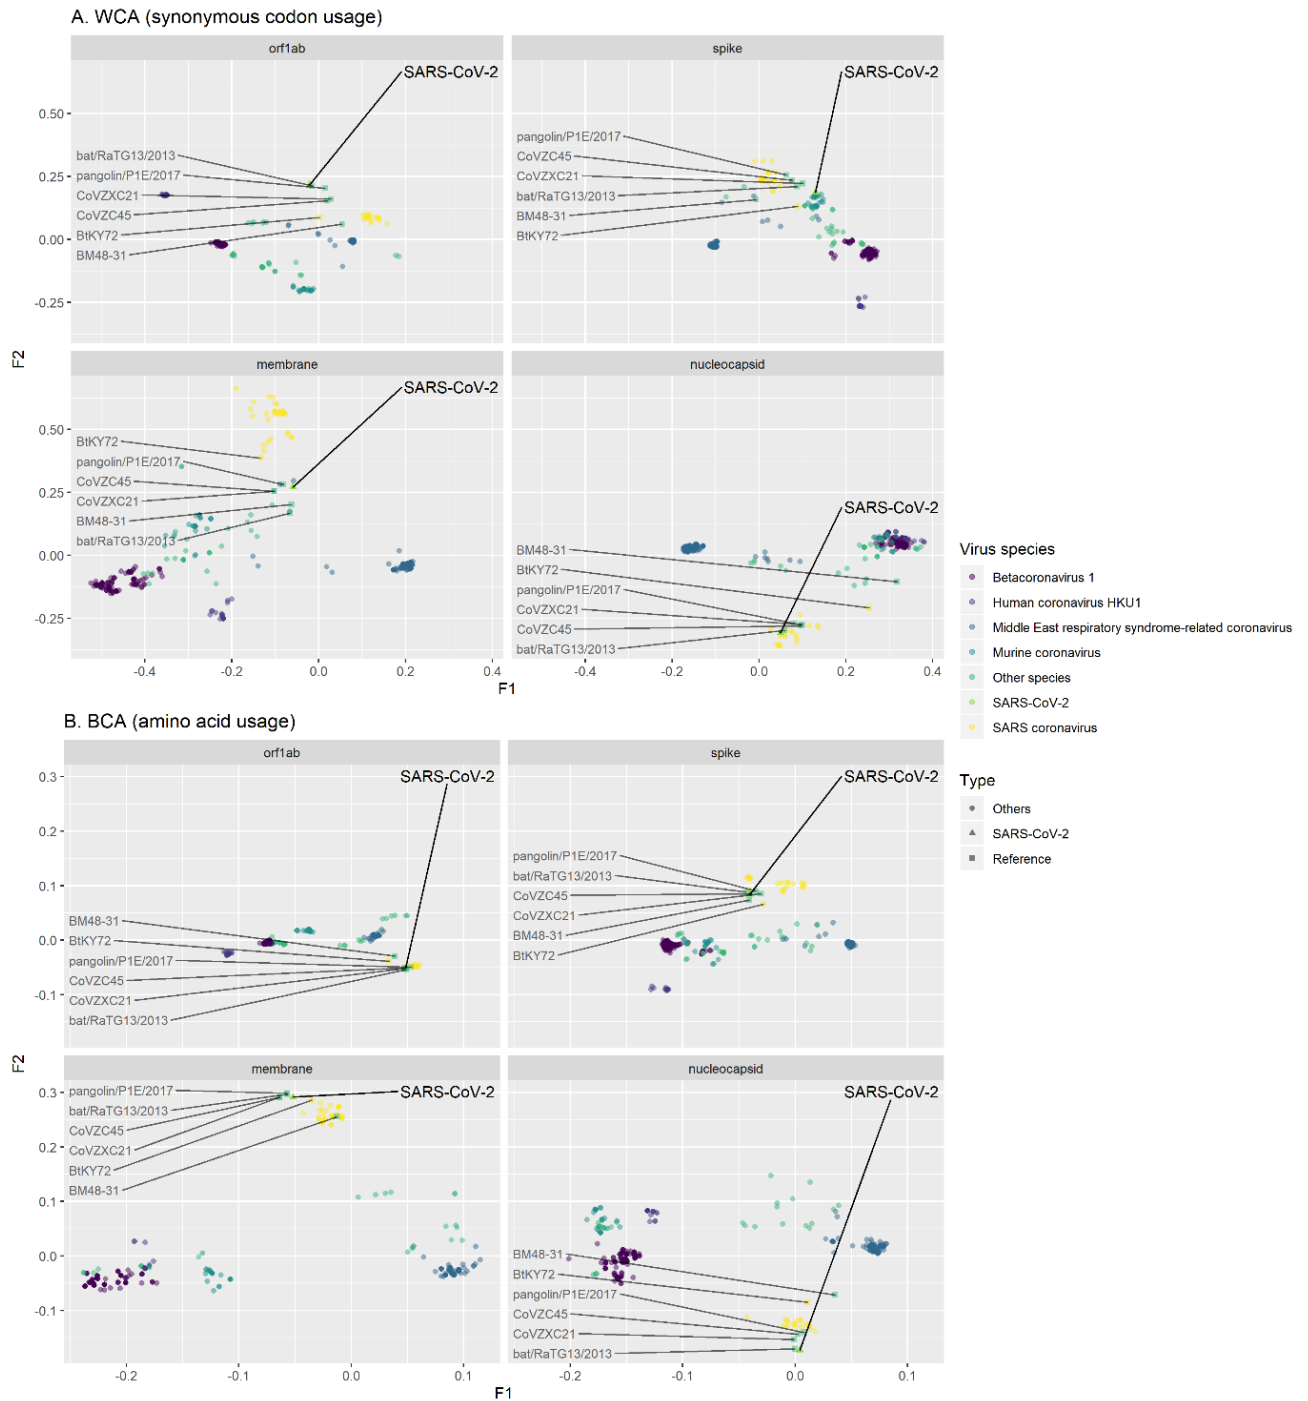 A. WCA (synonymous codon usage)
orf1ab
spike
SARS-CoV-2
SARS-CoV-2
0.50
0.25
0.00
-0.25
bat/RaTG13/2013
pangolin/P1E/2017
CoVZXC21
CoVZC45
BtKY72
BM48-31
pangolin/P1E/2017
CoVZC45
CoVZXC21
bat/RaTG13/2013
BM48-31
BtKY72
F2
membrane
nucleocapsid
SARS-CoV-2
SARS-CoV-2
0.50
0.25
0.00
-0.25
BtKY72
pangolin/P1E/2017
CoVZC45
CoVZXC21
BM48-31
bat/RaTG13/2013
BM48-31
BtKY72
pangolin/P1E/2017
CoVZXC21
CoVZC45
bat/RaTG13/2013
-0.4 -0.2 0.0 0.2 0.4
-0.4 -0.2 0.0 0.2 0.4
F1
B. BCA (amino acid usage)
orf1ab
spike
SARS-CoV-2
SARS-CoV-2
0.3
0.2
0.1
0.0
-0.1
BM48-31
BtKY72
pangolin/P1E/2017
CoVZC45
CoVZXC21
bat/RaTG13/2013
pangolin/P1E/2017
bat/RaTG13/2013
CoVZC45
CoVZXC21
BM48-31
BtKY72
F2
membrane
nucleocapsid
SARS-CoV-2
SARS-CoV-2
0.3
0.2
0.1
0.0
-0.1
pangolin/P1E/2017
bat/RaTG13/2013
CoVZC45
CoVZXC21
BtKY72
BM48-31
BM48-31
BtKY72
pangolin/P1E/2017
CoVZC45
CoVZXC21
bat/RaTG13/2013
-0.2 -0.1 0.0 0.1
-0.2 -0.1 0.0 0.1
F1
Virus species
Betacoronavirus 1
Human coronavirus HKU1
Middle East respiratory syndrome-related coronavirus
Murine coronavirus
Other species
SARS-CoV-2
SARS coronavirus
Type
Others
SARS-CoV-2
Reference